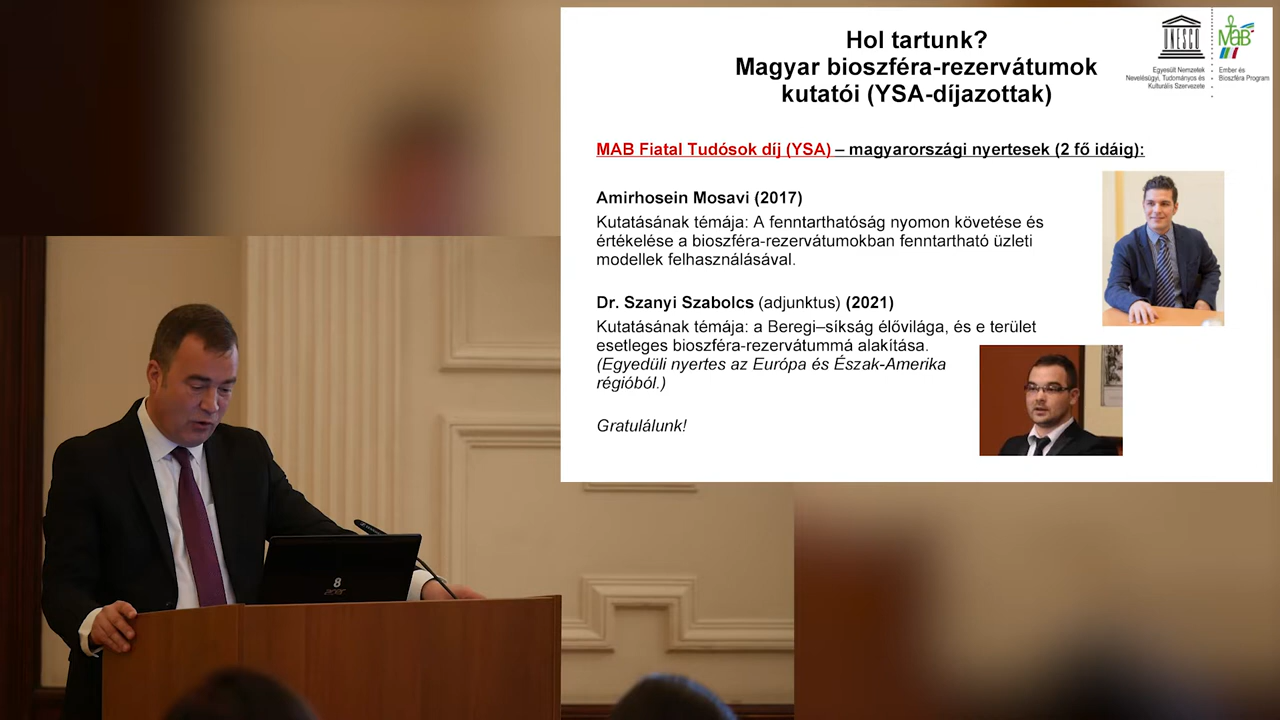 Hol tartunk?
Magyar bioszféra-rezervátumok
kutatói (YSA-díjazottak)
UNESCO
MaB
Egyesült Nemzetek
Nevelésügyi, Tudományos és
Kulturális Szervezete
Ember és
Bioszféra Program
MAB Fiatal Tudósok díj (YSA) – magyarországi nyertesek (2 fő idáig):
Amirhosein Mosavi (2017)
Kutatásának témája: A fenntarthatóság nyomon követése és
értékelése a bioszféra-rezervátumokban fenntartható üzleti
modellek felhasználásával.
Dr. Szanyi Szabolcs (adjunktus) (2021)
Kutatásának témája: a Beregi–síkság élővilága, és e terület
esetleges bioszféra-rezervátummá alakítása.
(Egyedüli nyertes az Európa és Észak-Amerika
régióból.)
Gratulálunk!
8
acer